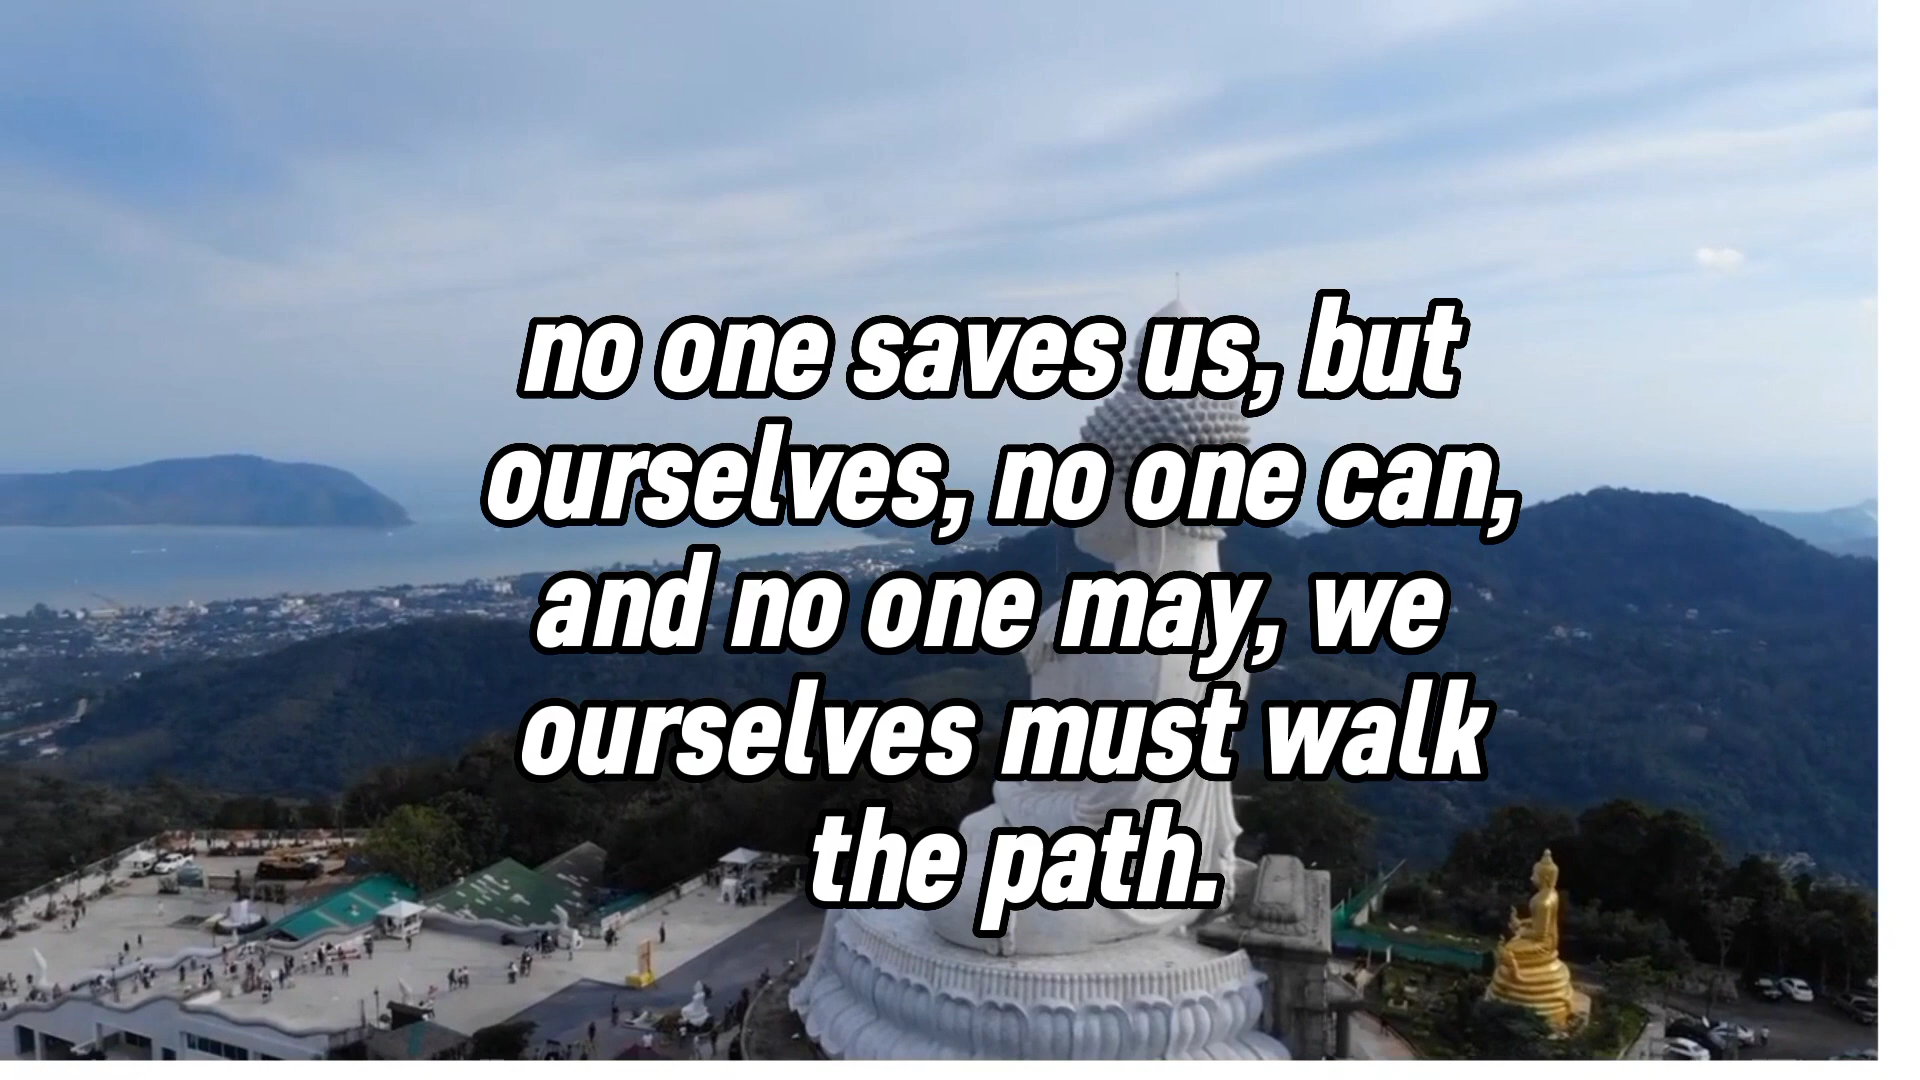 no one saves us, but
ourselves, no one can,
and no one may, we
ourselves must walk
the path.